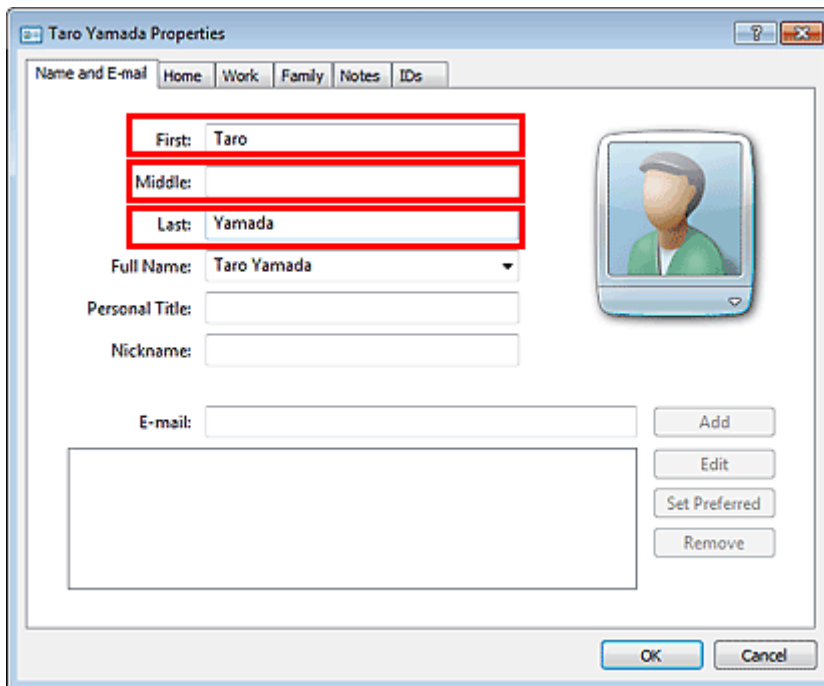 Taro Yamada Properties
Name and E-mail Home Work Family Notes IDs
First: Taro
Middle:
Last: Yamada
Full Name: Taro Yamada
Personal Title:
Nickname:
E-mail: Add
Edit
Set Preferred
Remove
OK Cancel